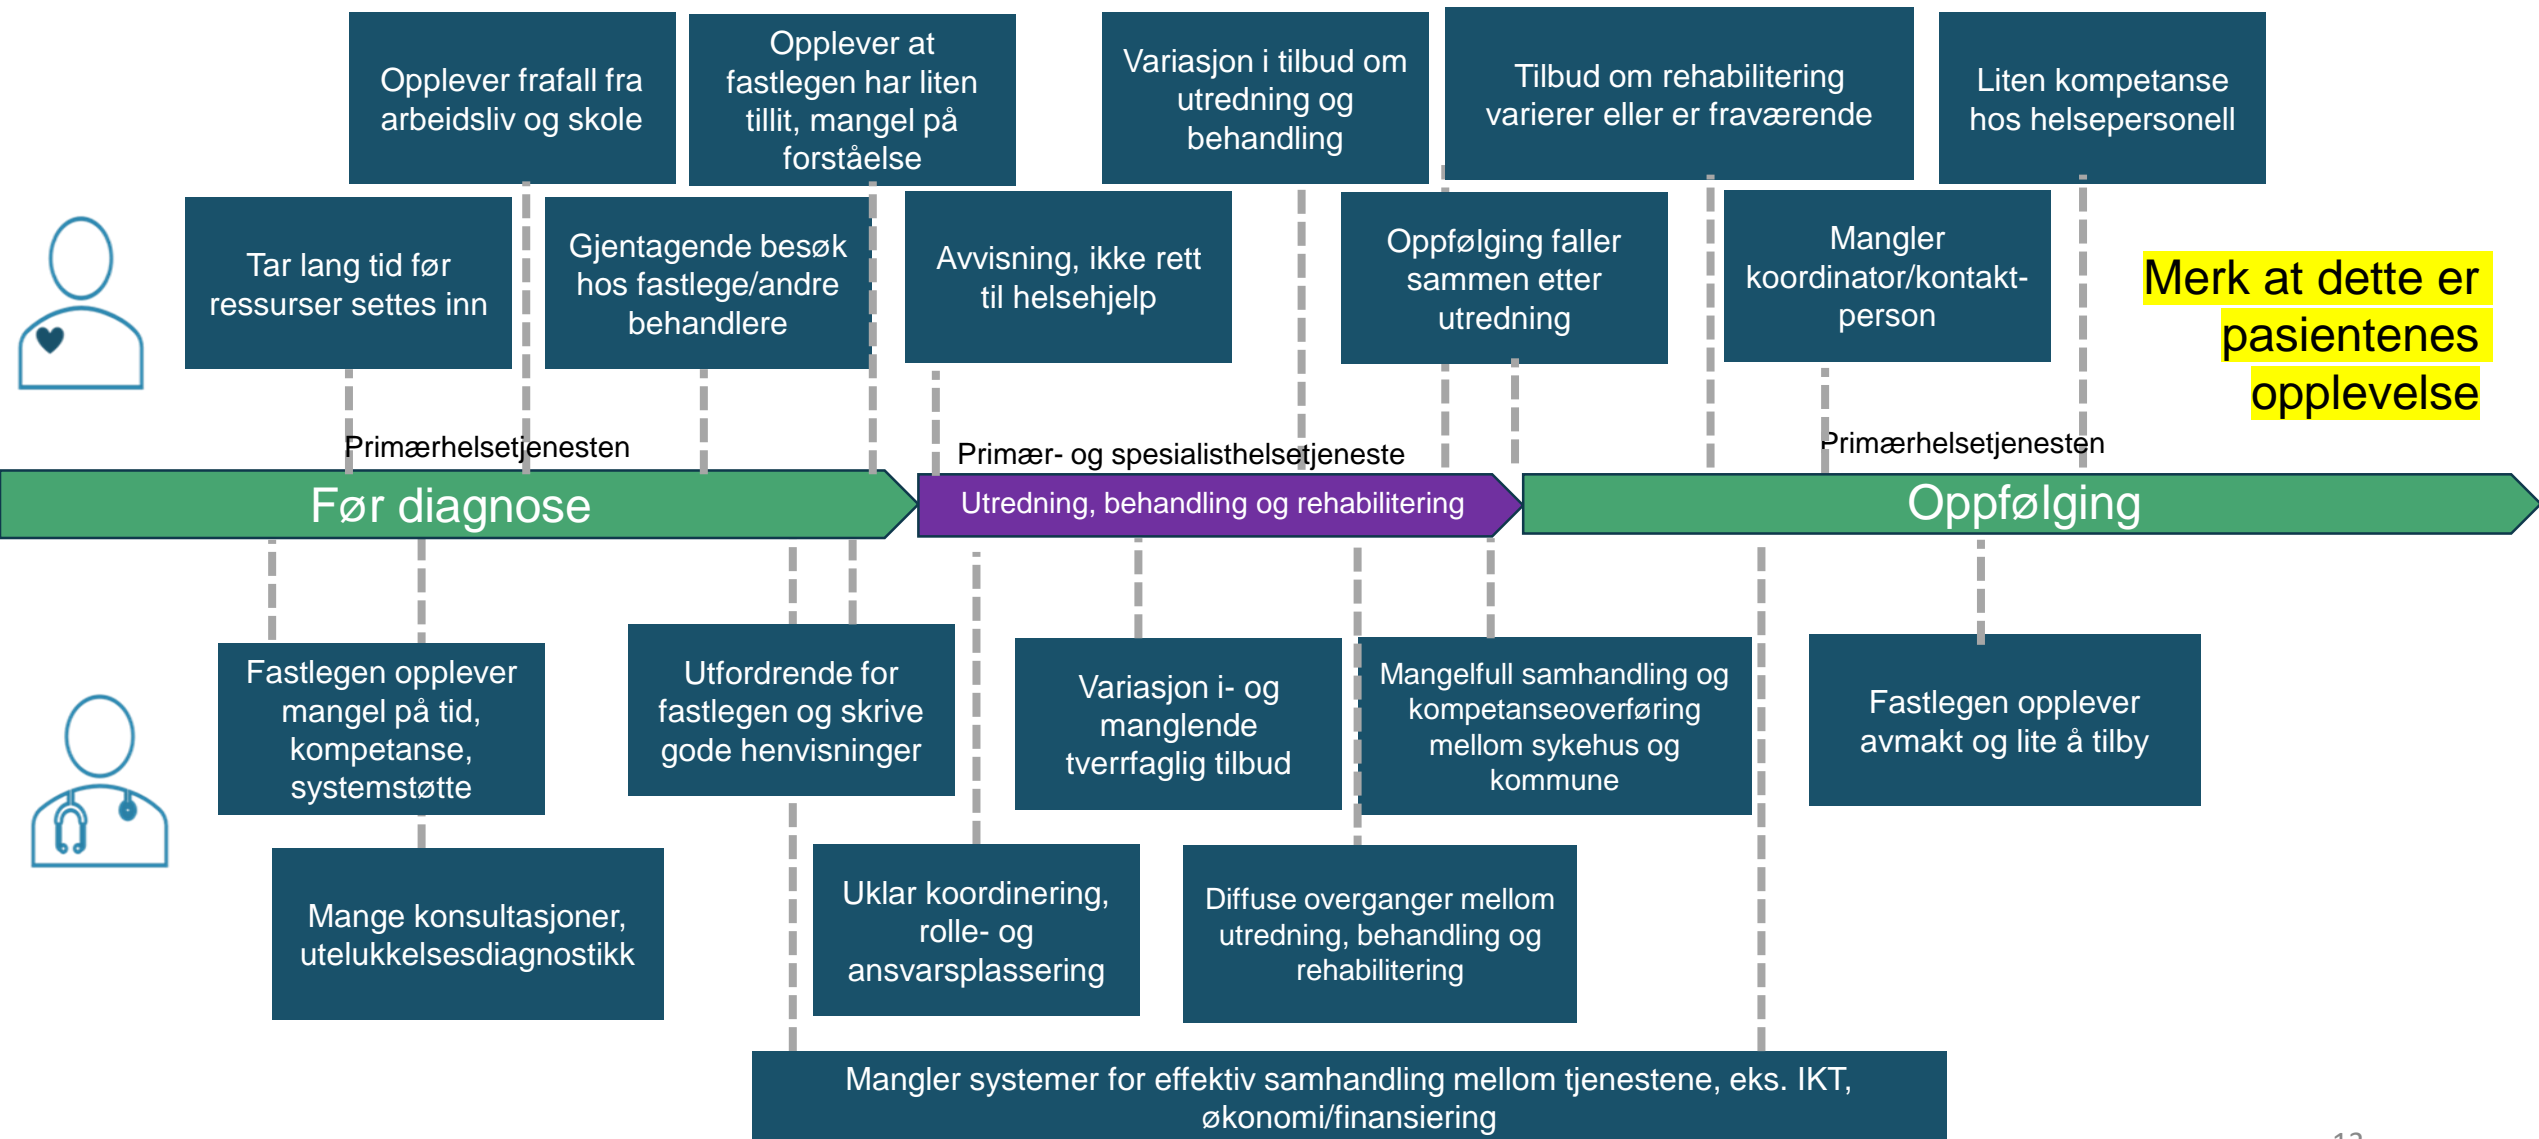 Opplever frafall fra
arbeidsliv og skole
Opplever at
fastlegen har liten
tillit, mangel på
forståelse
Variasjon i tilbud om
utredning og
behandling
Tilbud om rehabilitering
varierer eller er fraværende
Liten kompetanse
hos helsepersonell
Tar lang tid før
ressurser settes inn
Gjentagende besøk
hos fastlege/andre
behandlere
Avvisning, ikke rett
til helsehjelp
Oppfølging faller
sammen etter
utredning
Mangler
koordinator/kontakt-
person
Merk at dette er
pasientenes
opplevelse
Primærhelsetjenesten
Primær- og spesialisthelsetjeneste
Primærhelsetjenesten
Før diagnose
Utredning, behandling og rehabilitering
Oppfølging
Fastlegen opplever
mangel på tid,
kompetanse,
systemstøtte
Utfordrende for
fastlegen og skrive
gode henvisninger
Variasjon i- og
manglende
tverrfaglig tilbud
Mangelfull samhandling og
kompetanseoverføring
mellom sykehus og
kommune
Fastlegen opplever
avmakt og lite å tilby
Mange konsultasjoner,
utelukkelsesdiagnostikk
Uklar koordinering,
rolle- og
ansvarsplassering
Diffuse overganger mellom
utredning, behandling og
rehabilitering
Mangler systemer for effektiv samhandling mellom tjenestene, eks. IKT,
økonomi/finansiering